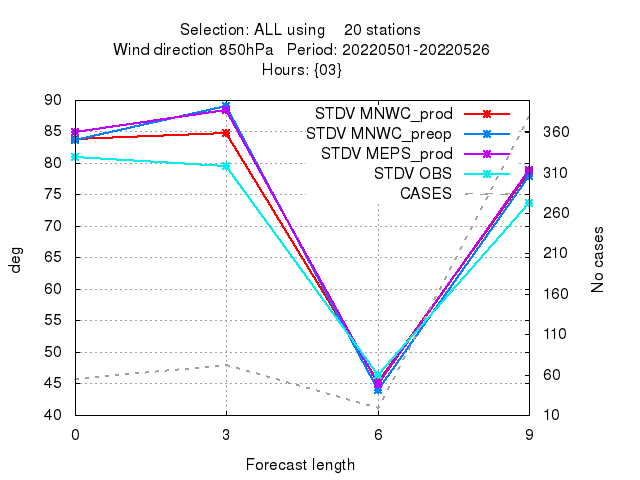 Selection: ALL using 20 stations
Wind direction 850hPa Period: 20220501-20220526
Hours: {03}
STDV MNWC_prod
STDV MNWC_preop
STDV MEPS_prod
STDV OBS
CASES
90
85
80
75
70
65
60
55
50
45
40
deg
360
310
260
210
160
110
60
10
No cases
0 3 6 9
Forecast length